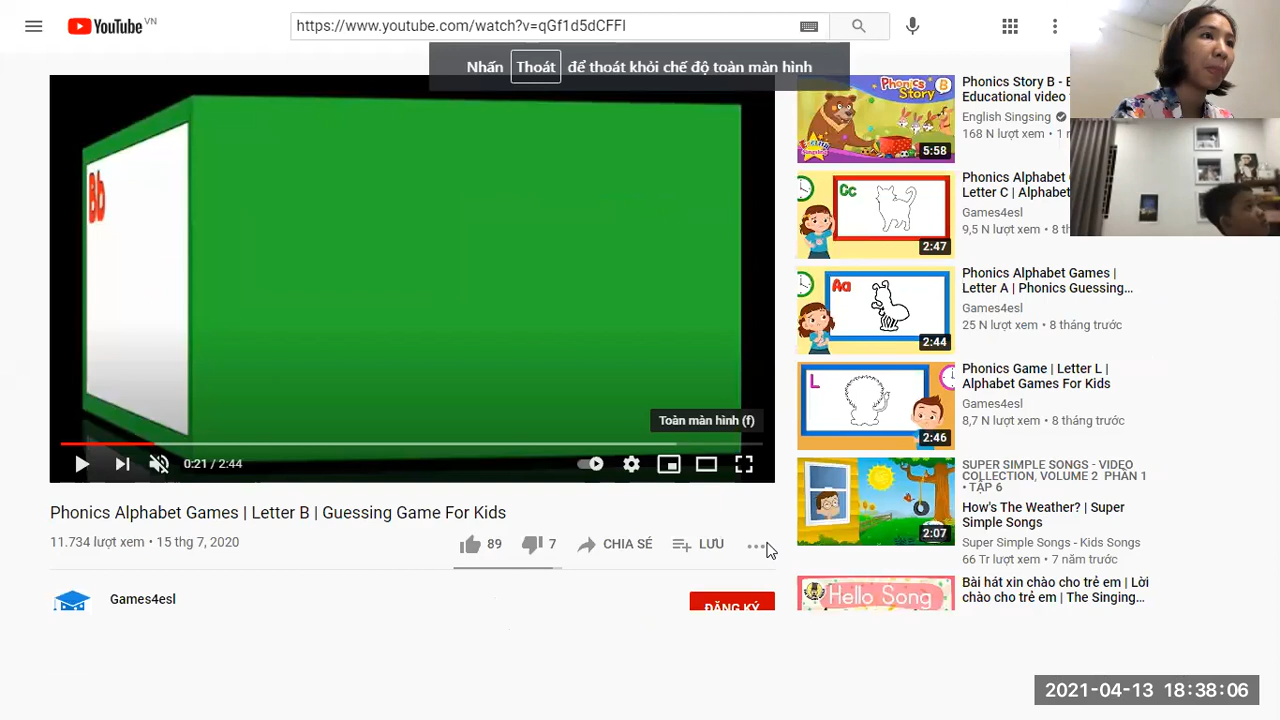 YouTube VN
https://www.youtube.com/watch?v=qGf1d5dCFFI
Nhấn Thoát để thoát khỏi chế độ toàn màn hình
Bb
Toàn màn hình (f)
0:21 / 2:44
Phonics Alphabet Games | Letter B | Guessing Game For Kids
11.734 lượt xem • 15 thg 7, 2020
89
7
CHIA SẺ
LƯU
Games4esl
ĐĂNG KÝ
Phonics Story B
5:58
Phonics Story B -
Educational video
English Singsing
168 N lượt xem •
Cc
2:47
Phonics Alphabet
Letter C | Alphabet
Games4esl
9,5 N lượt xem • 8
Aa
2:44
Phonics Alphabet Games |
Letter A | Phonics Guessing...
Games4esl
25 N lượt xem • 8 tháng trước
L
2:46
Phonics Game | Letter L |
Alphabet Games For Kids
Games4esl
8,7 N lượt xem • 8 tháng trước
2:07
SUPER SIMPLE SONGS - VIDEO
COLLECTION, VOLUME 2 PHẦN 1
• TẬP 6
How's The Weather? | Super
Simple Songs
Super Simple Songs - Kids Songs
66 Tr lượt xem • 7 năm trước
Hello Song
Bài hát xin chào cho trẻ em | Lời
chào cho trẻ em | The Singing...
2021-04-13 18:38:06